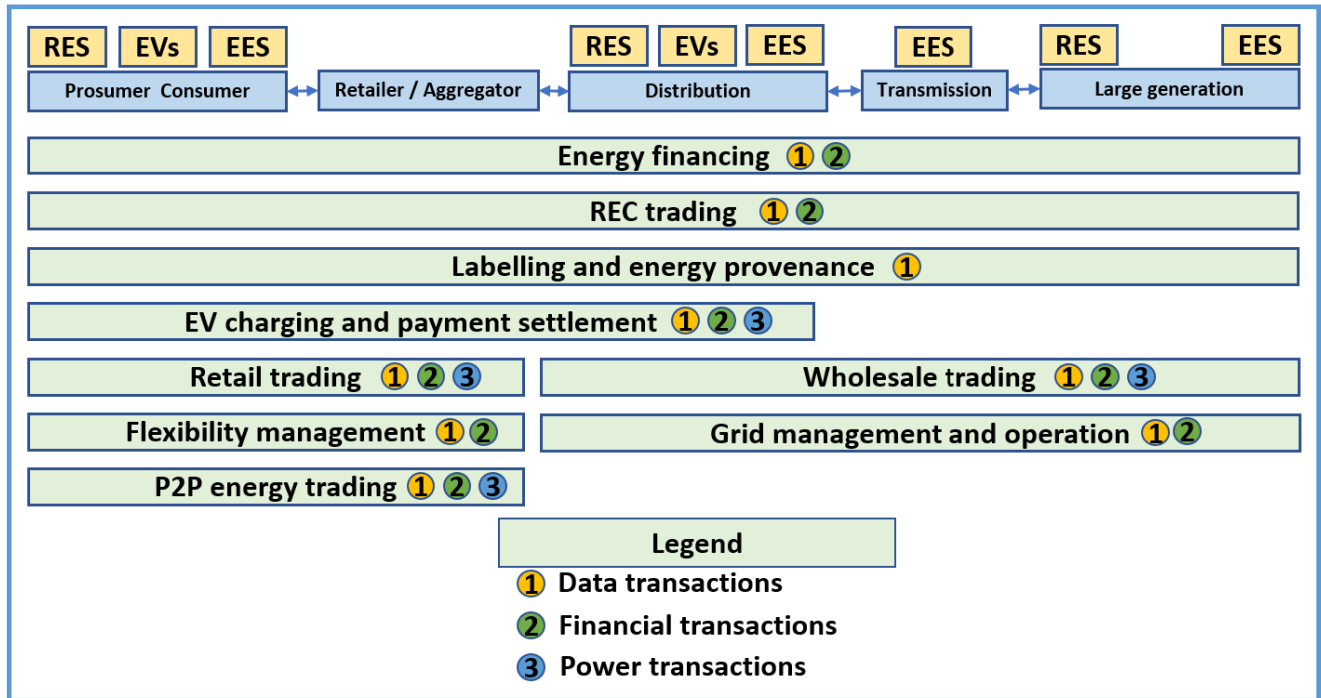 RES EVs EES RES EVs EES EES RES EES
Prosumer Consumer Retailer / Aggregator Distribution Transmission Large generation
Energy financing 1 2
REC trading 1 2
Labelling and energy provenance 1
EV charging and payment settlement 1 2 3
Retail trading 1 2 3 Wholesale trading 1 2 3
Flexibility management 1 2 Grid management and operation 1 2
P2P energy trading 1 2 3
Legend
1 Data transactions
2 Financial transactions
3 Power transactions